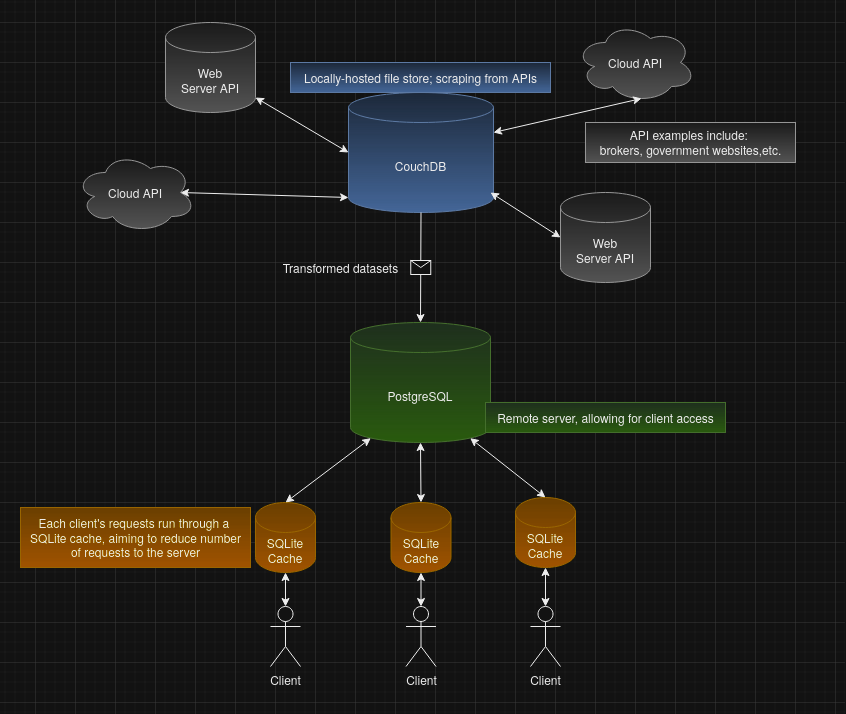 Web
Server API
Locally-hosted file store; scraping from APIs
Cloud API
API examples include:
brokers, government websites,etc.
CouchDB
Cloud API
Web
Server API
Transformed datasets
PostgreSQL
Remote server, allowing for client access
Each client's requests run through a
SQLite cache, aiming to reduce number
of requests to the server
SQLite
Cache
SQLite
Cache
SQLite
Cache
Client
Client
Client